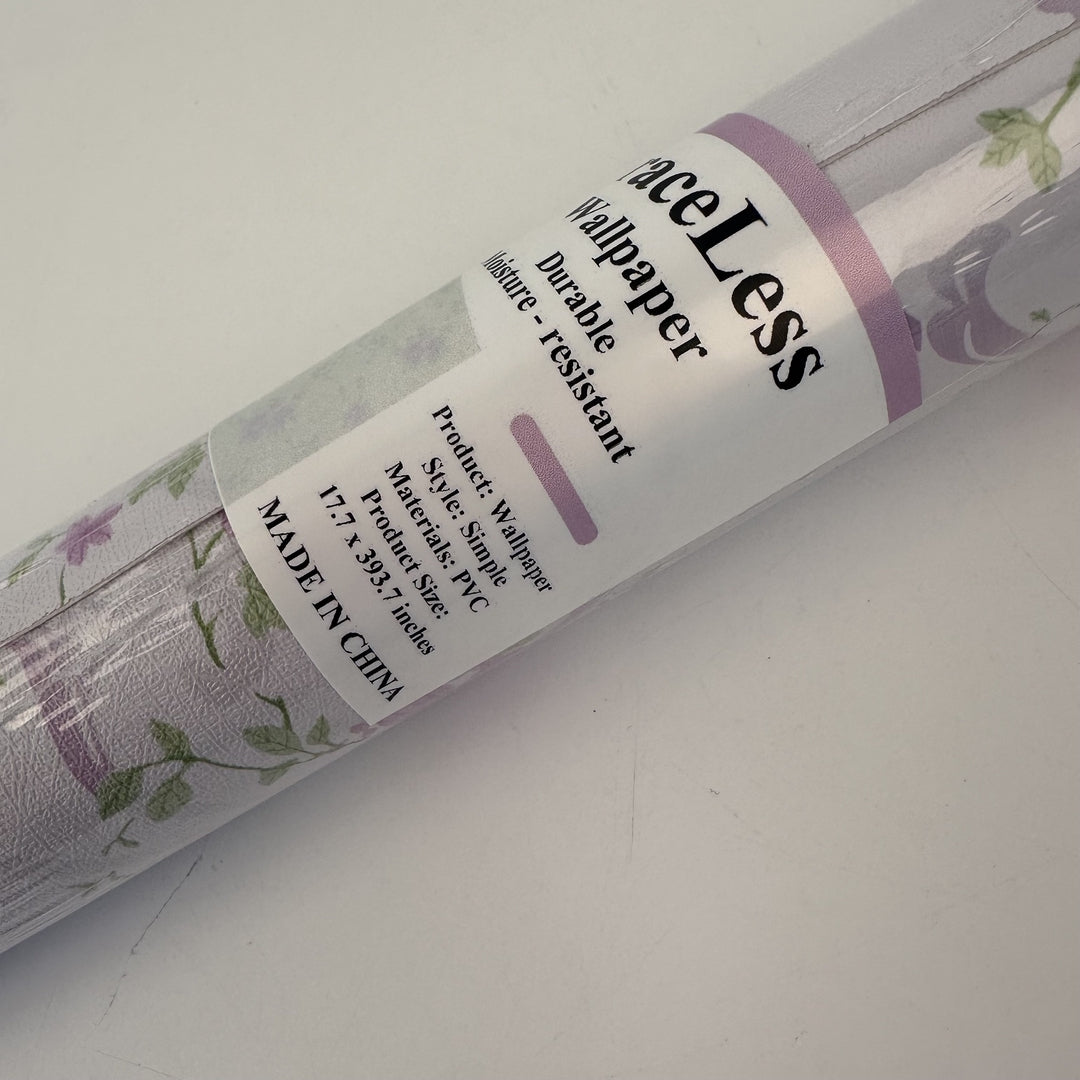 raceLess
Wallpaper
Durable
Moisture - resistant
Product: Wallpaper
Style: Simple
Materials: PVC
Product Size:
17.7 x 393.7 inches
MADE IN CHINA